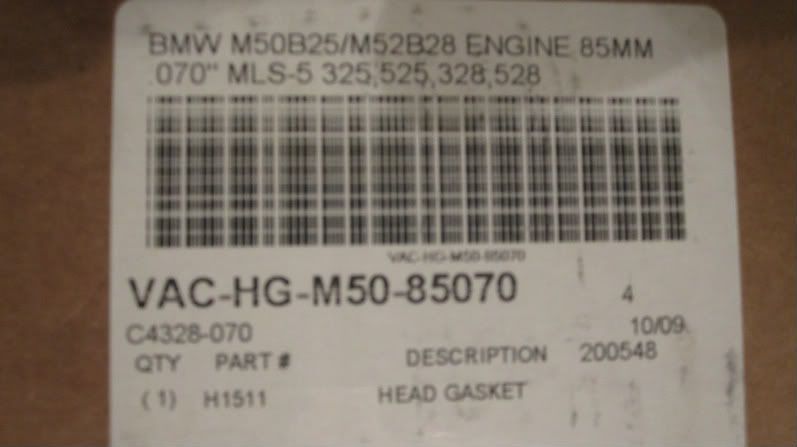 BMW M50B25/M52B28 ENGINE 85MM
.070" MLS-5 325,525,328,528
VAC-HG-M50-85070
VAC-HG-M50-85070 4
C4328-070 10/09
QTY PART # DESCRIPTION 200548
(1) H1511 HEAD GASKET